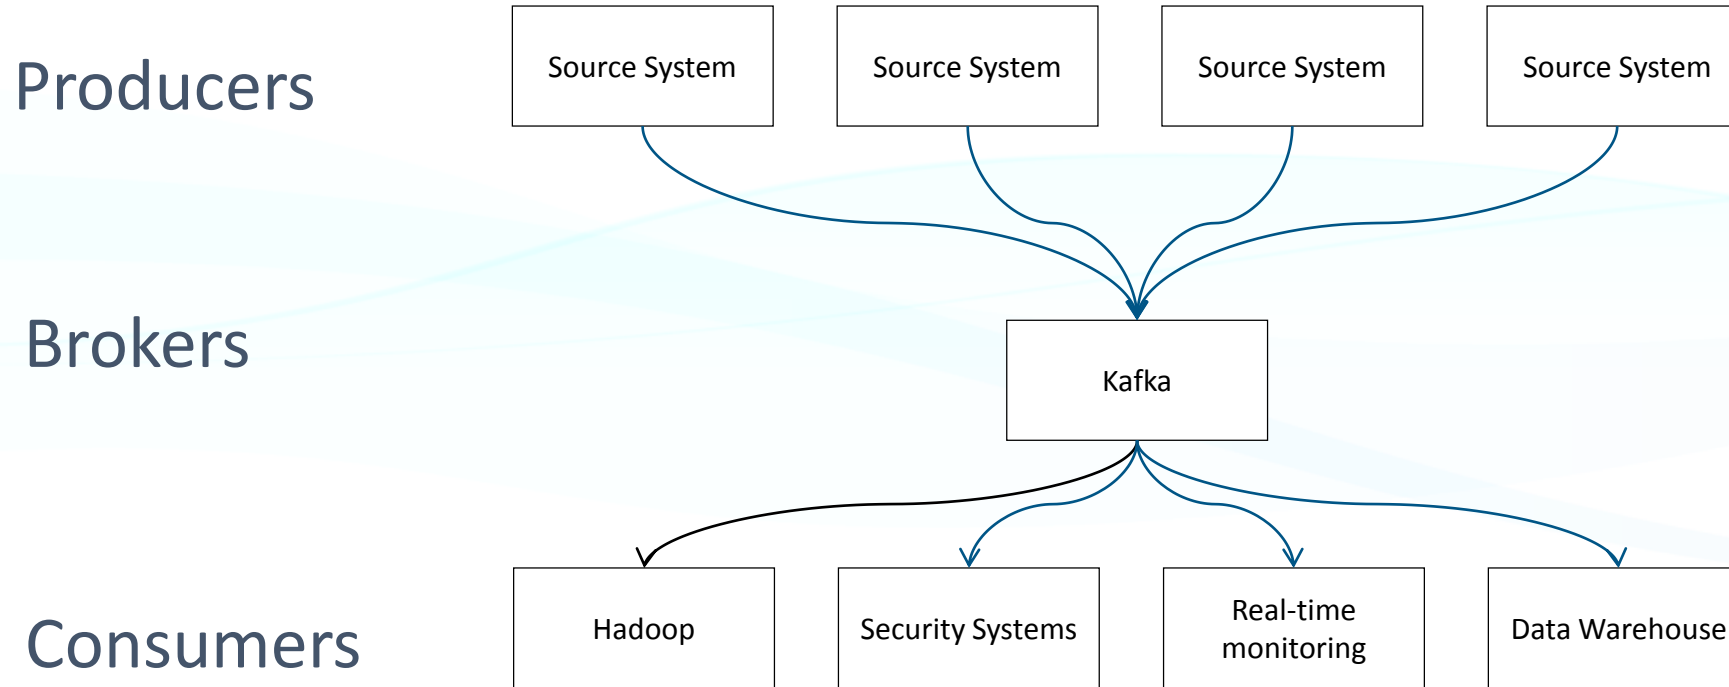 Producers
Source System
Source System
Source System
Source System
Brokers
Kafka
Consumers
Hadoop
Security Systems
Real-time
monitoring
Data Warehouse